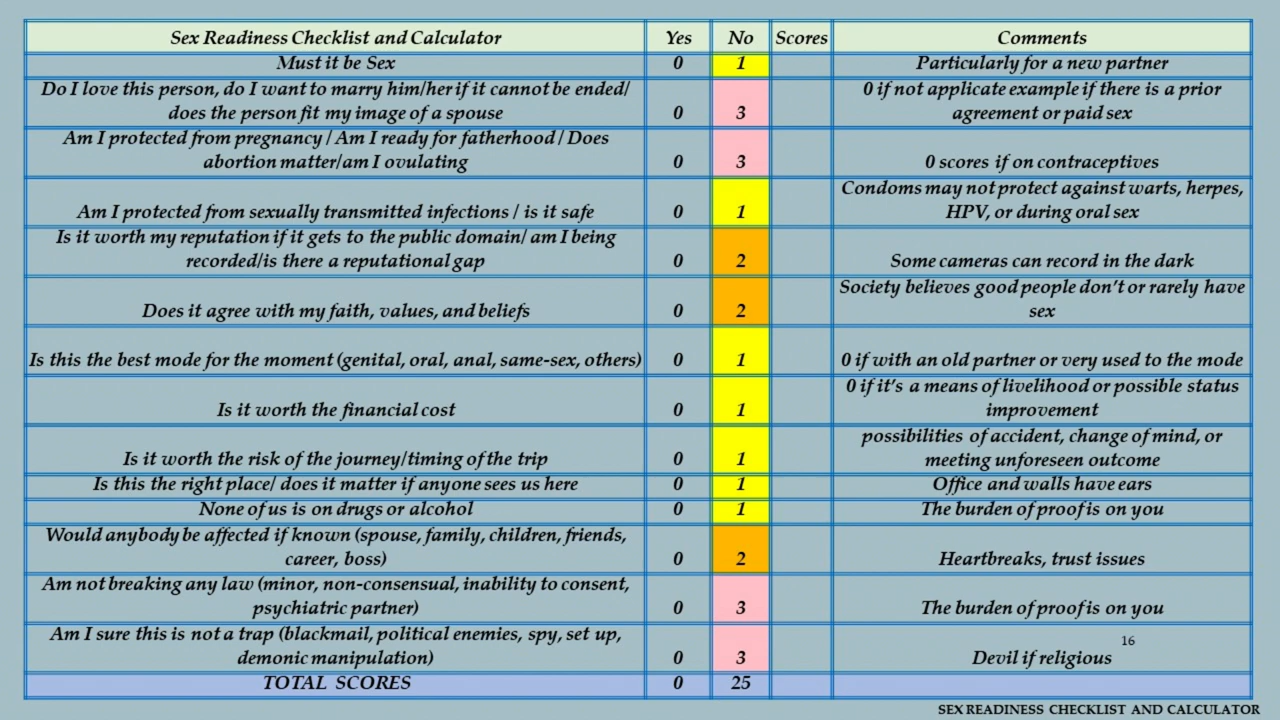 Sex Readiness Checklist and Calculator Yes No Scores Comments
Must it be Sex 0 1 Particularly for a new partner
Do I love this person, do I want to marry him/her if it cannot be ended/
does the person fit my image of a spouse 0 3
0 if not applicate example if there is a prior
agreement or paid sex
Am I protected from pregnancy / Am I ready for fatherhood / Does
abortion matter/am I ovulating 0 3 0 scores if on contraceptives
Am I protected from sexually transmitted infections / is it safe 0 1
Condoms may not protect against warts, herpes,
HPV, or during oral sex
Is it worth my reputation if it gets to the public domain/ am I being
recorded/is there a reputational gap 0 2 Some cameras can record in the dark
Does it agree with my faith, values, and beliefs 0 2
Society believes good people don't or rarely have
sex
Is this the best mode for the moment (genital, oral, anal, same-sex, others) 0 1 0 if with an old partner or very used to the mode
Is it worth the financial cost 0 1
0 if it's a means of livelihood or possible status
improvement
Is it worth the risk of the journey/timing of the trip 0 1
possibilities of accident, change of mind, or
meeting unforeseen outcome
Is this the right place/ does it matter if anyone sees us here 0 1 Office and walls have ears
None of us is on drugs or alcohol 0 1 The burden of proof is on you
Would anybody be affected if known (spouse, family, children, friends,
career, boss) 0 2 Heartbreaks, trust issues
Am not breaking any law (minor, non-consensual, inability to consent,
psychiatric partner) 0 3 The burden of proof is on you
Am I sure this is not a trap (blackmail, political enemies, spy, set up,
demonic manipulation) 0 3 Devil if religious
16
TOTAL SCORES 0 25
SEX READINESS CHECKLIST AND CALCULATOR